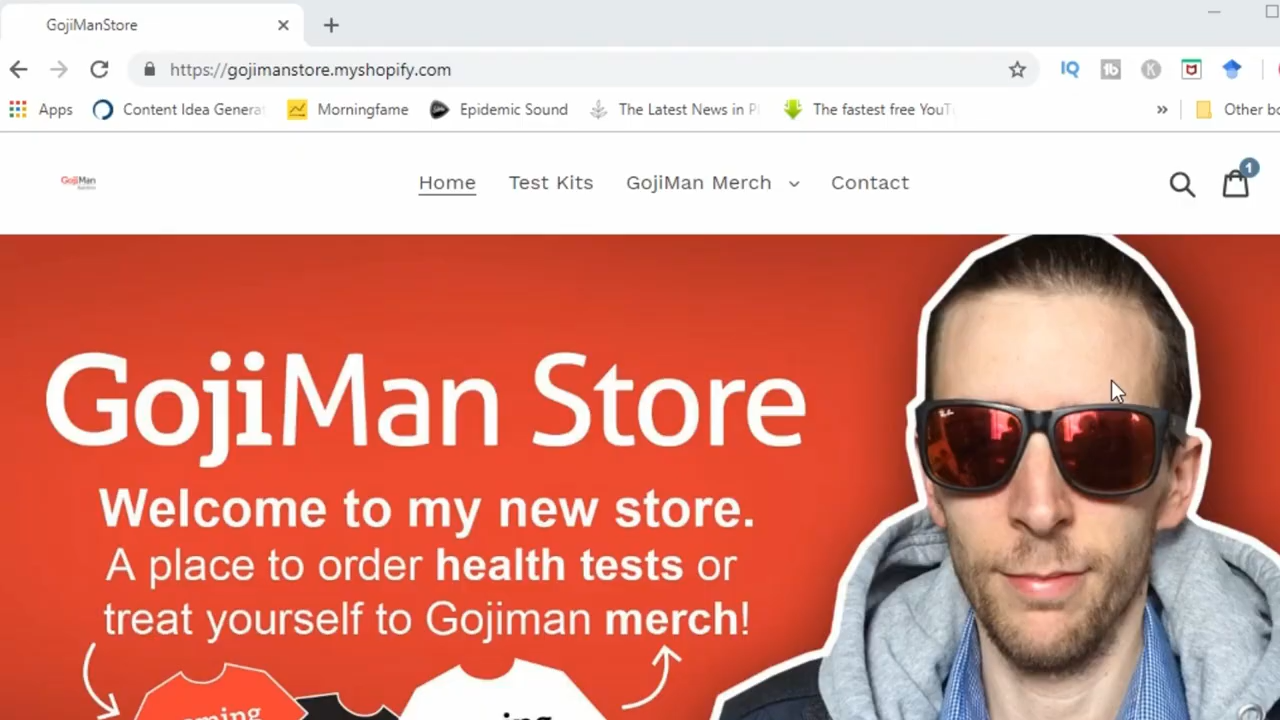 GojiManStore
https://gojimanstore.myshopify.com
Apps Content Idea Genera Morningfame Epidemic Sound The Latest News in P The fastest free YouT » Other bo
GojiMan
Home Test Kits GojiMan Merch Contact
1
GojiMan Store
Welcome to my new store.
A place to order health tests or
treat yourself to Gojiman merch!